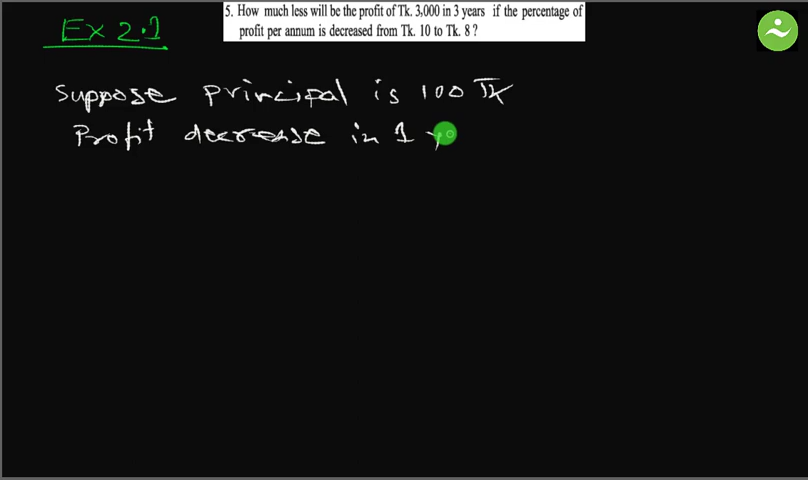 Ex 2.1
5. How much less will be the profit of Tk. 3,000 in 3 years if the percentage of
profit per annum is decreased from Tk. 10 to Tk. 8 ?
Suppose principal is 100 Tk
Profit decrease in 1